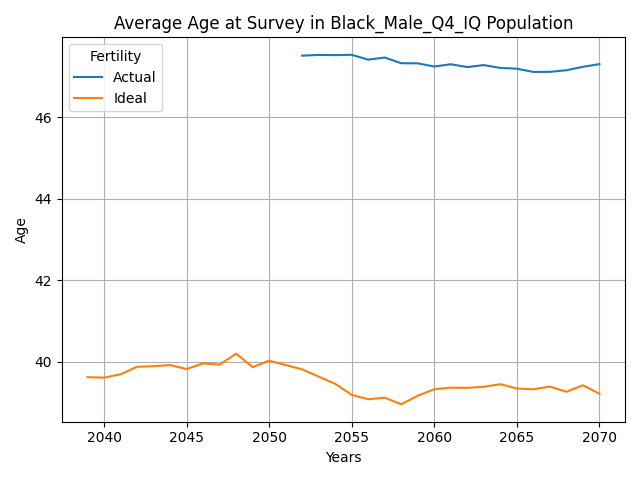 Average Age at Survey in Black_Male_Q4_IQ Population
Fertility
Actual
Ideal
Age
46
44
42
40
2040 2045 2050 2055 2060 2065 2070
Years